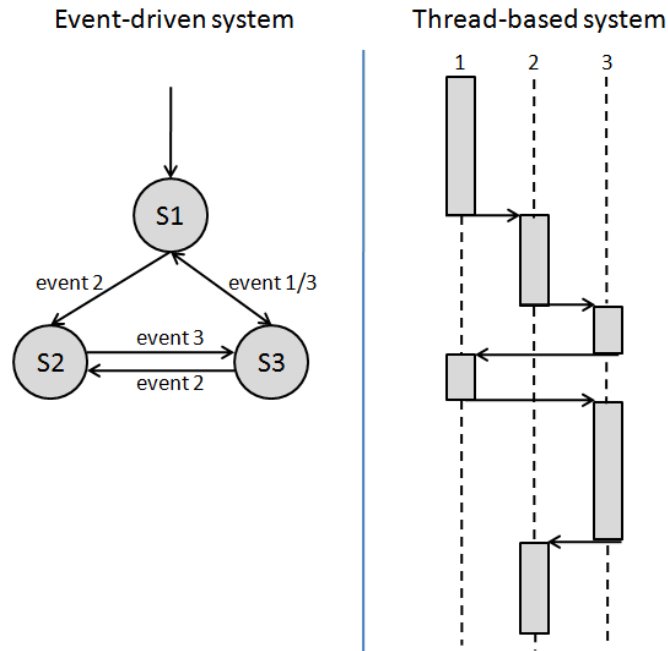 Event-driven system
S1
event 2
event 1/3
S2
event 3
S3
event 2
Thread-based system
1
2
3